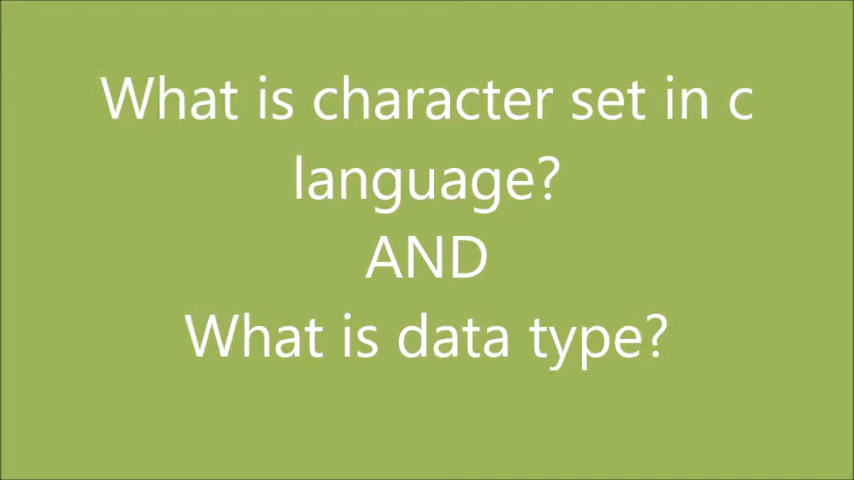 What is character set in c
language?
AND
What is data type?